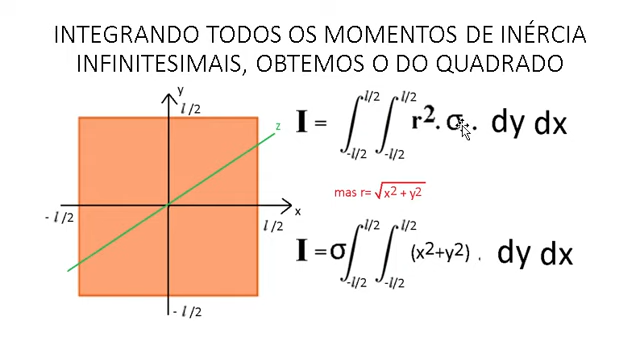 INTEGRANDO TODOS OS MOMENTOS DE INÉRCIA
INFINITESIMAIS, OBTEMOS O DO QUADRADO
y
l/2
z
x
- l/2
l/2
- l/2
I = ∫_{-l/2}^{l/2} ∫_{-l/2}^{l/2} r². σ. dy dx
mas r= √x² + y²
I =σ∫_{-l/2}^{l/2} ∫_{-l/2}^{l/2} (x²+y²) . dy dx